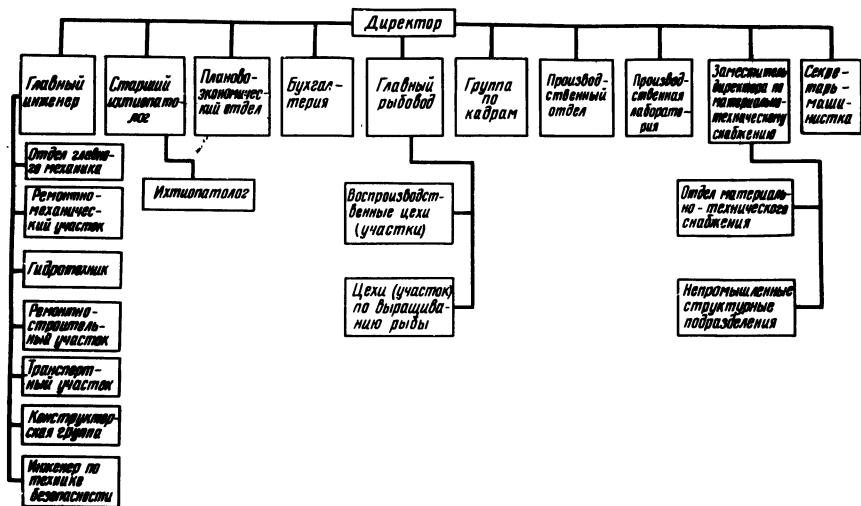 Директор
Главный
инженер
Старший
ихтиопато-
лог
Планово-
экономичес-
кий отдел
Бухгал-
терия
Главный
рыбовод
Группа
по
кадрам
Производ-
ственный
отдел
Производ-
ственная
лаборато-
рия
Заместитель
директора по
материально-
техническому
снабжению
Секре-
тарь-
маши-
нистка
Отдел главно-
го механика
Ремонтно-
механичес-
кий участок
Гидротехник
Ремонтно-
строитель-
ный участок
Транспорт-
ный участок
Конструктор-
ская группа
Инженер по
технике
безопасности
Ихтиопатолог
Воспроизводст-
венные цехи
(участки)
Цехи (участок)
по выращива-
нию рыбы
Отдел материаль-
но-технического
снабжения
Непромышленные
структурные
подразделения